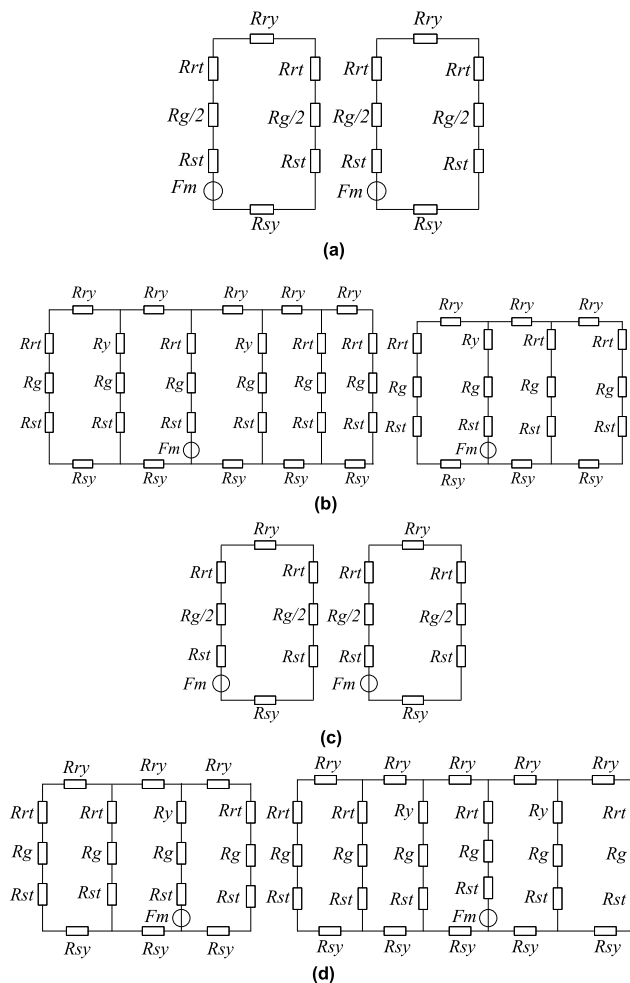 Rry Rry
Rrt Rrt Rrt Rrt
Rg/2 Rg/2 Rg/2 Rg/2
Rst Rst Rst Rst
Fm Fm
Rsy Rsy
(a)
Rry Rry Rry Rry Rry Rry Rry Rry
Rrt Ry Rrt Ry Rrt Rrt Rrt Ry Rrt Rrt
Rg Rg Rg Rg Rg Rg Rg Rg Rg Rg
Rst Rst Rst Rst Rst Rst Rst Rst Rst Rst
Fm Fm
Rsy Rsy Rsy Rsy Rsy Rsy Rsy Rsy
(b)
Rry Rry
Rrt Rrt Rrt Rrt
Rg/2 Rg/2 Rg/2 Rg/2
Rst Rst Rst Rst
Fm Fm
Rsy Rsy
(c)
Rry Rry Rry Rry Rry Rry Rry Rry
Rrt Rrt Ry Rrt Rrt Rrt Ry Rrt Ry Rrt
Rg Rg Rg Rg Rg Rg Rg Rg Rg Rg
Rst Rst Rst Rst Rst Rst Rst Rst Rst Rst
Fm Fm
Rsy Rsy Rsy Rsy Rsy Rsy Rsy Rsy
(d)